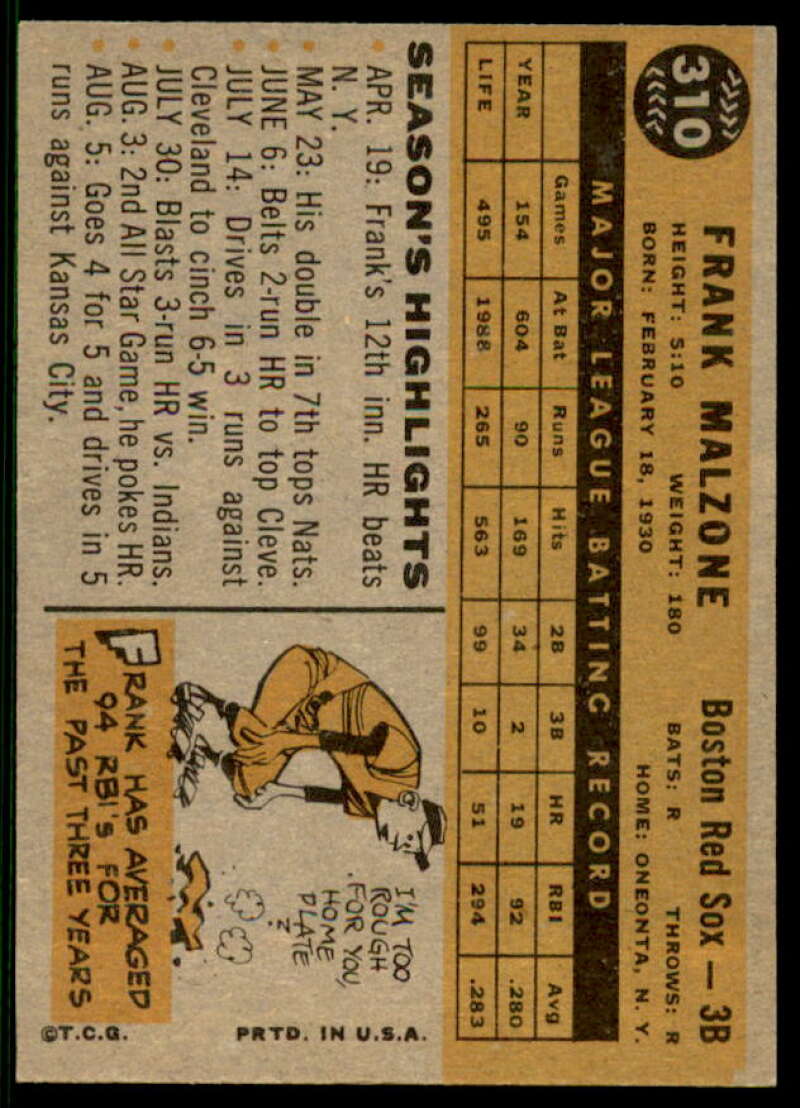 310
FRANK MALZONE Boston Red Sox — 3B
HEIGHT: 5:10 WEIGHT: 180 BATS: R THROWS: R
BORN: FEBRUARY 18, 1930 HOME: ONEONTA, N. Y.
MAJOR LEAGUE BATTING RECORD
Games At Bat Runs Hits 2B 3B HR RBI Avg
YEAR 154 604 90 169 34 2 19 92 .280
LIFE 495 1988 265 563 99 10 51 294 .283
SEASON'S HIGHLIGHTS
• APR. 19: Frank's 12th inn. HR beats
N. Y.
• MAY 23: His double in 7th tops Nats.
• JUNE 6: Belts 2-run HR to top Cleve.
• JULY 14: Drives in 3 runs against
Cleveland to cinch 6-5 win.
• JULY 30: Blasts 3-run HR vs. Indians.
• AUG. 3: 2nd All Star Game, he pokes HR.
• AUG. 5: Goes 4 for 5 and drives in 5
runs against Kansas City.
I'M TOO
ROUGH
FOR YOU,
HOME
PLATE
FRANK HAS AVERAGED
94 RBI'S FOR
THE PAST THREE YEARS
©T.C.G. PRTD. IN U.S.A.